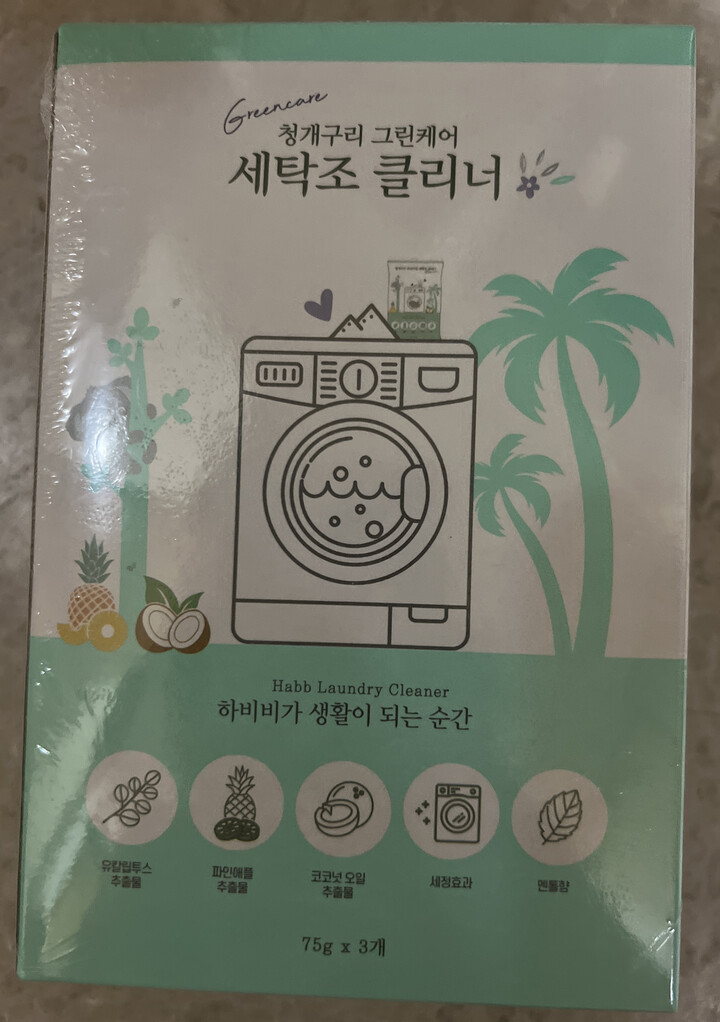 Greencare
청개구리 그린케어
세탁조 클리너
Habb Laundry Cleaner
하비비가 생활이 되는 순간
유칼립투스
추출물
파인애플
추출물
코코넛 오일
추출물
세정효과
멘톨향
75g x 3개